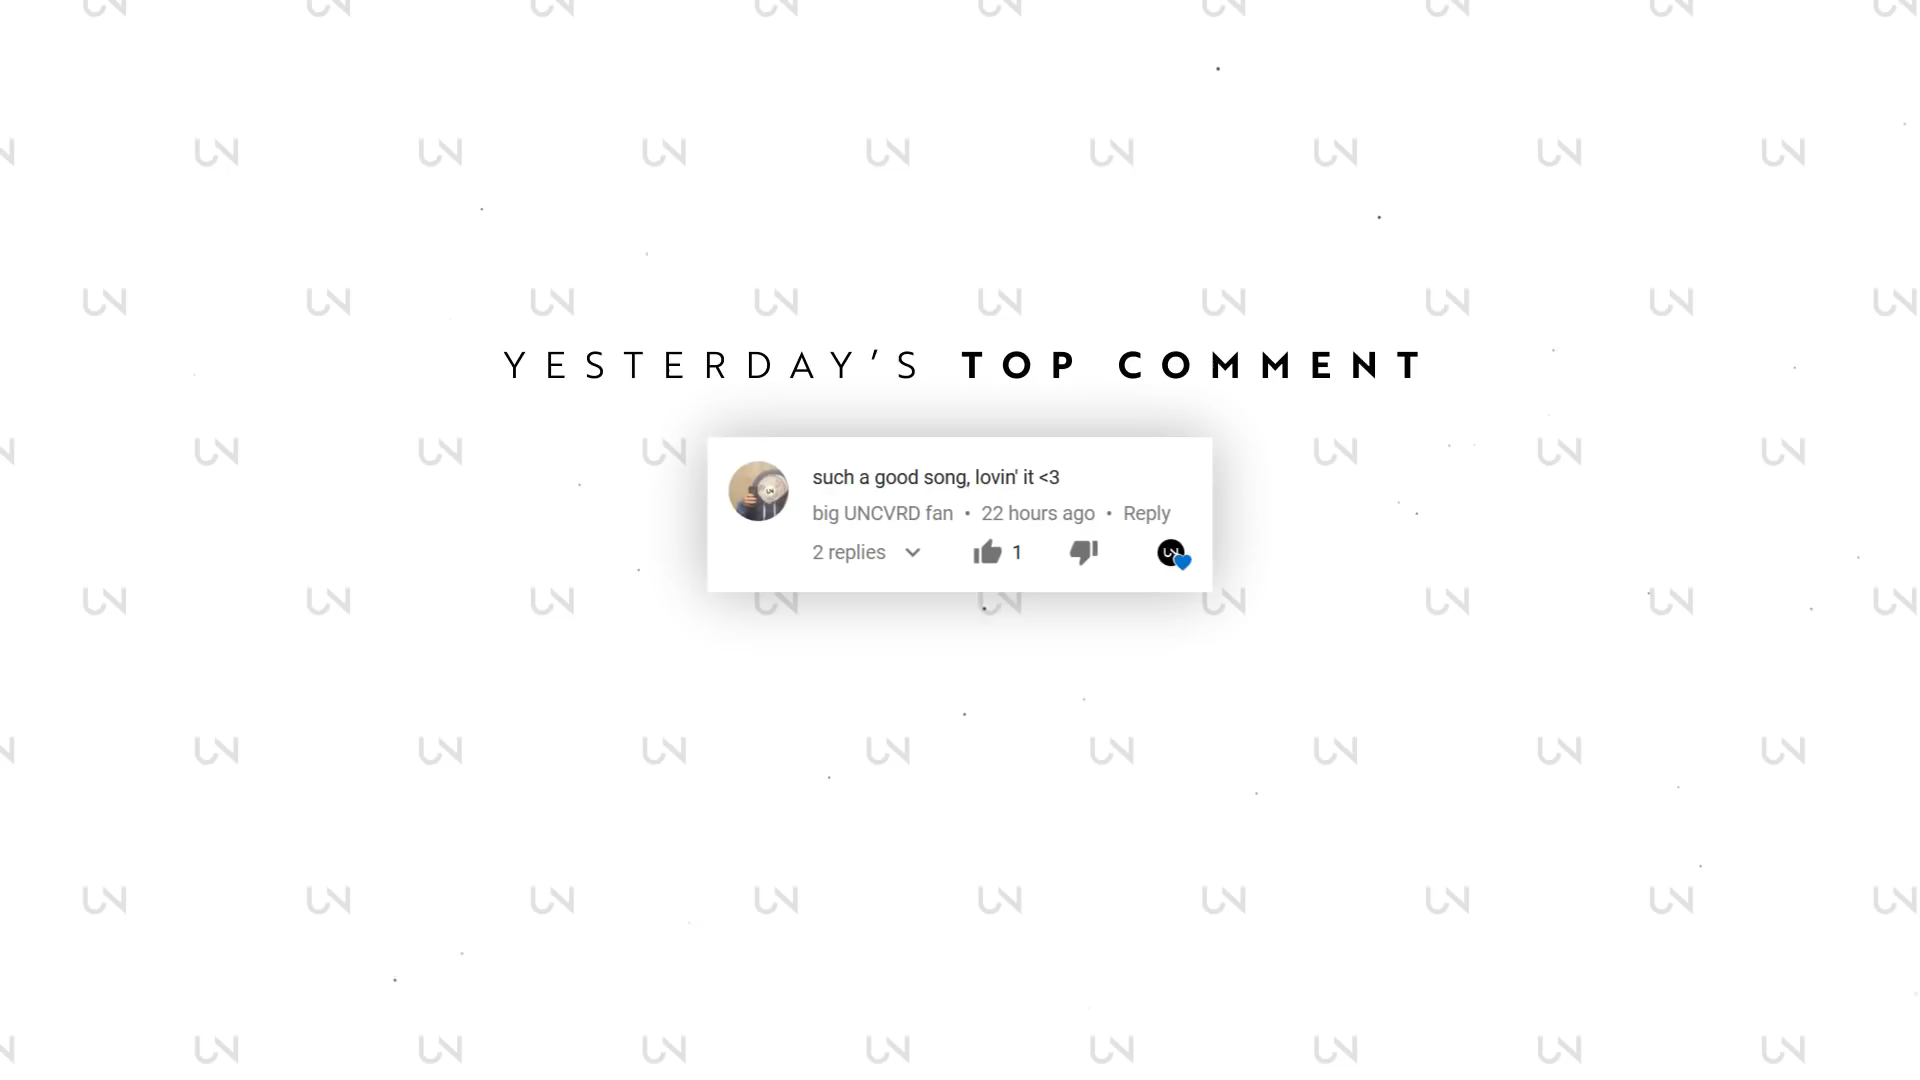 YESTERDAY’S TOP COMMENT
such a good song, lovin' it <3
big UNCVRD fan • 22 hours ago • Reply
2 replies 1